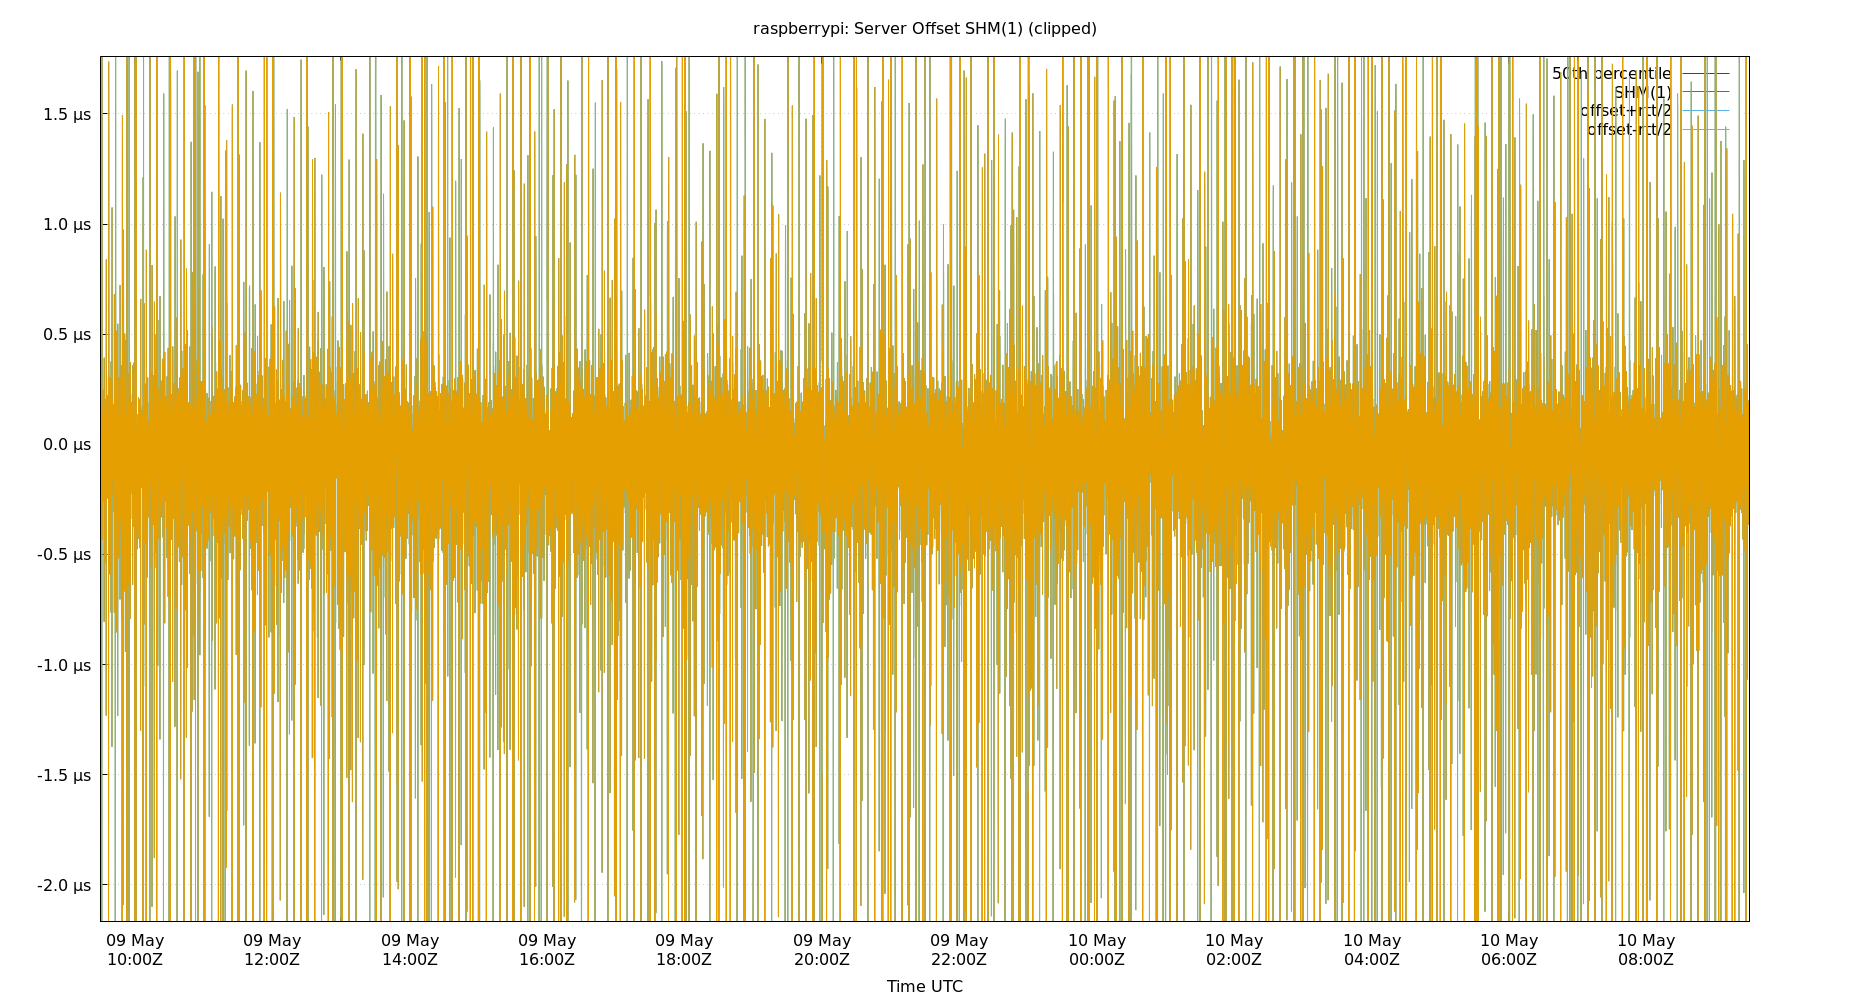 raspberrypi: Server Offset SHM(1) (clipped)
50th percentile
SHM(1)
offset+rtt/2
offset-rtt/2
1.5 µs
1.0 µs
0.5 µs
0.0 µs
-0.5 µs
-1.0 µs
-1.5 µs
-2.0 µs
09 May 09 May 09 May 09 May 09 May 09 May 09 May 10 May 10 May 10 May 10 May 10 May
10:00Z 12:00Z 14:00Z 16:00Z 18:00Z 20:00Z 22:00Z 00:00Z 02:00Z 04:00Z 06:00Z 08:00Z
Time UTC